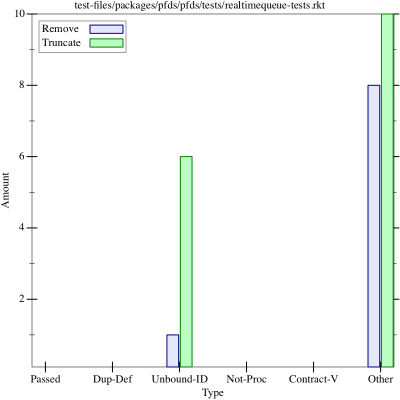 test-files/packages/pfds/pfds/tests/realtimequeue-tests.rkt
10
Remove
Truncate
8
6
Amount
4
2
Passed Dup-Def Unbound-ID Not-Proc Contract-V Other
Type